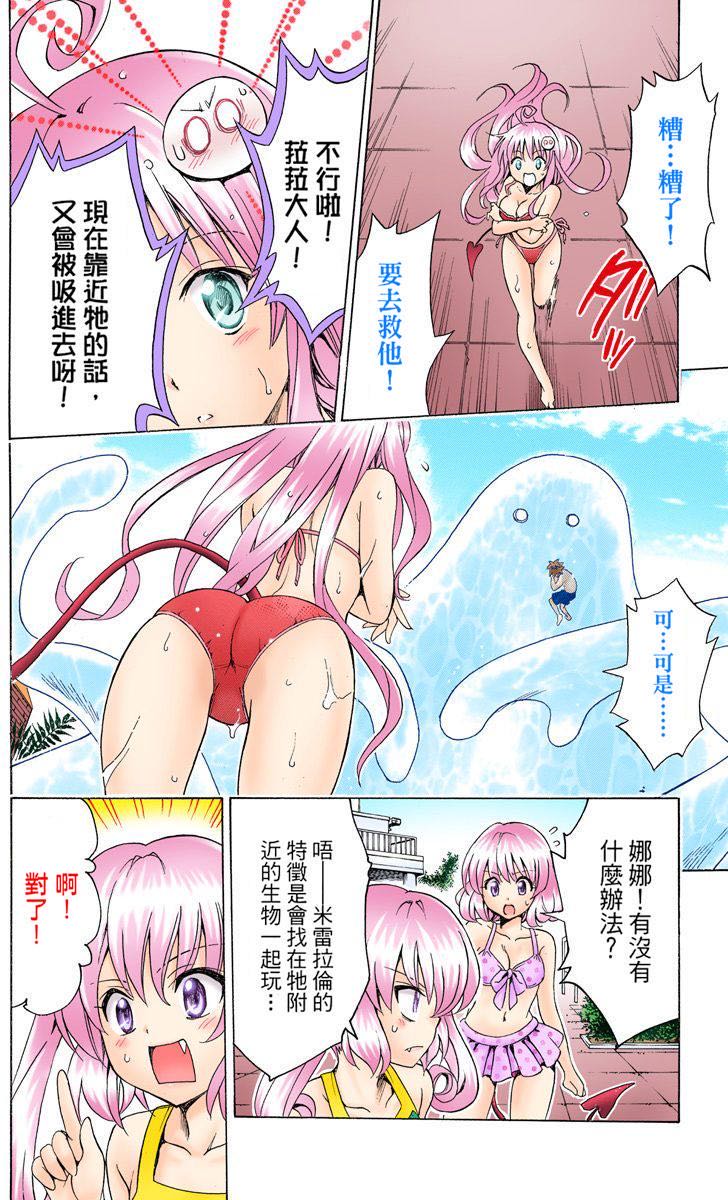 糟…糟了！
要去救他！
不行啦！
菈菈大人！
現在靠近牠的話，
又會被吸進去呀！
可…可是……
娜娜！有沒有
什麼辦法？
唔──米雷拉倫的
特徵是會找在牠附
近的生物一起玩…
啊！
對了！